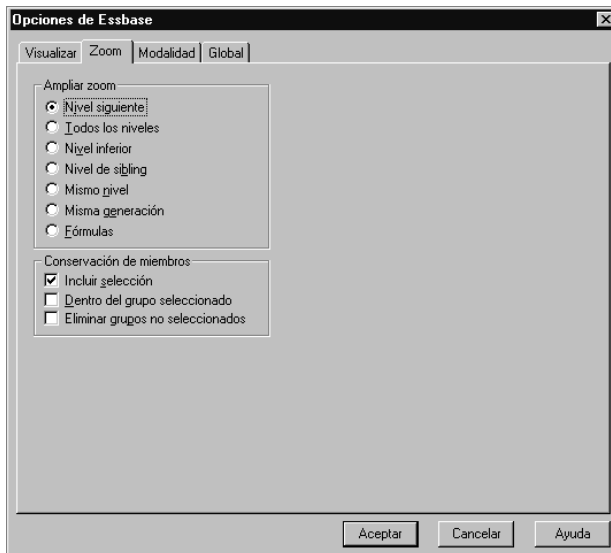 Opciones de Essbase
Visualizar Zoom Modalidad Global
Ampliar zoom
Nivel siguiente
Todos los niveles
Nivel inferior
Nivel de sibling
Mismo nivel
Misma generación
Fórmulas
Conservación de miembros
Incluir selección
Dentro del grupo seleccionado
Eliminar grupos no seleccionados
Aceptar Cancelar Ayuda